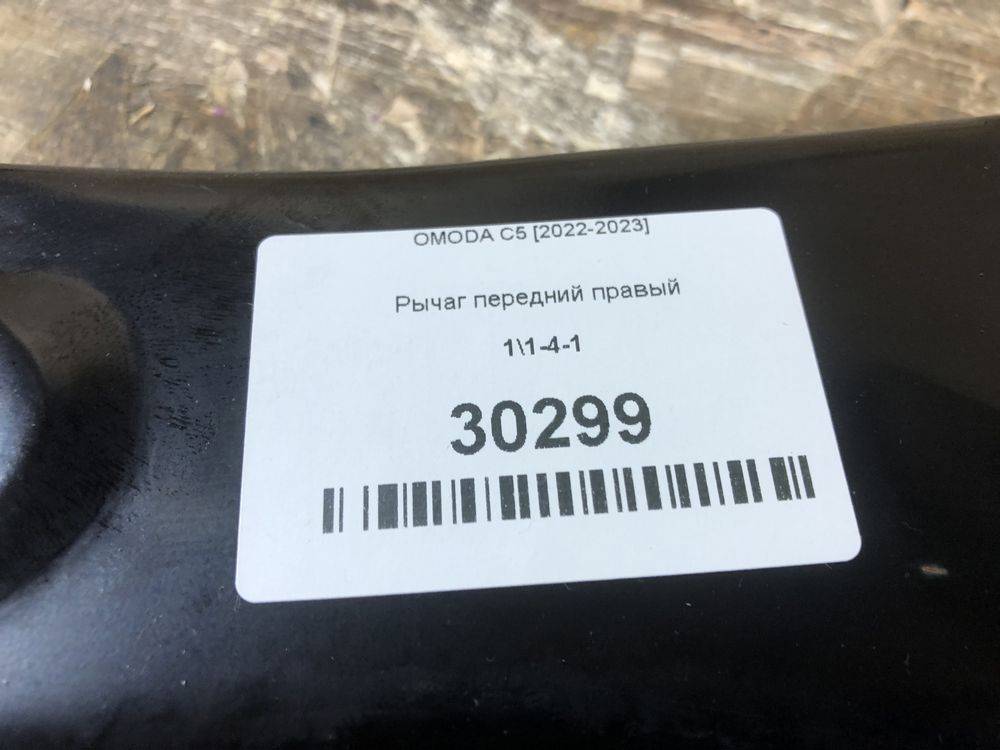 OMODA C5 [2022-2023]
Рычаг передний правый
1\1-4-1
30299